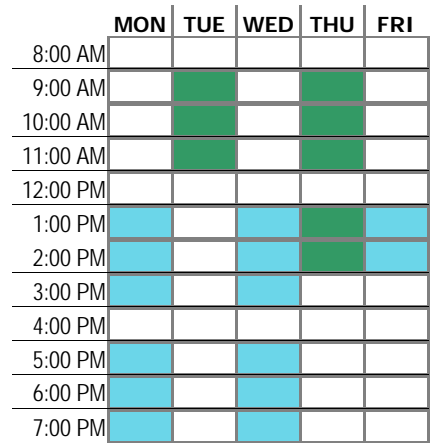 MON TUE WED THU FRI
8:00 AM
9:00 AM
10:00 AM
11:00 AM
12:00 PM
1:00 PM
2:00 PM
3:00 PM
4:00 PM
5:00 PM
6:00 PM
7:00 PM